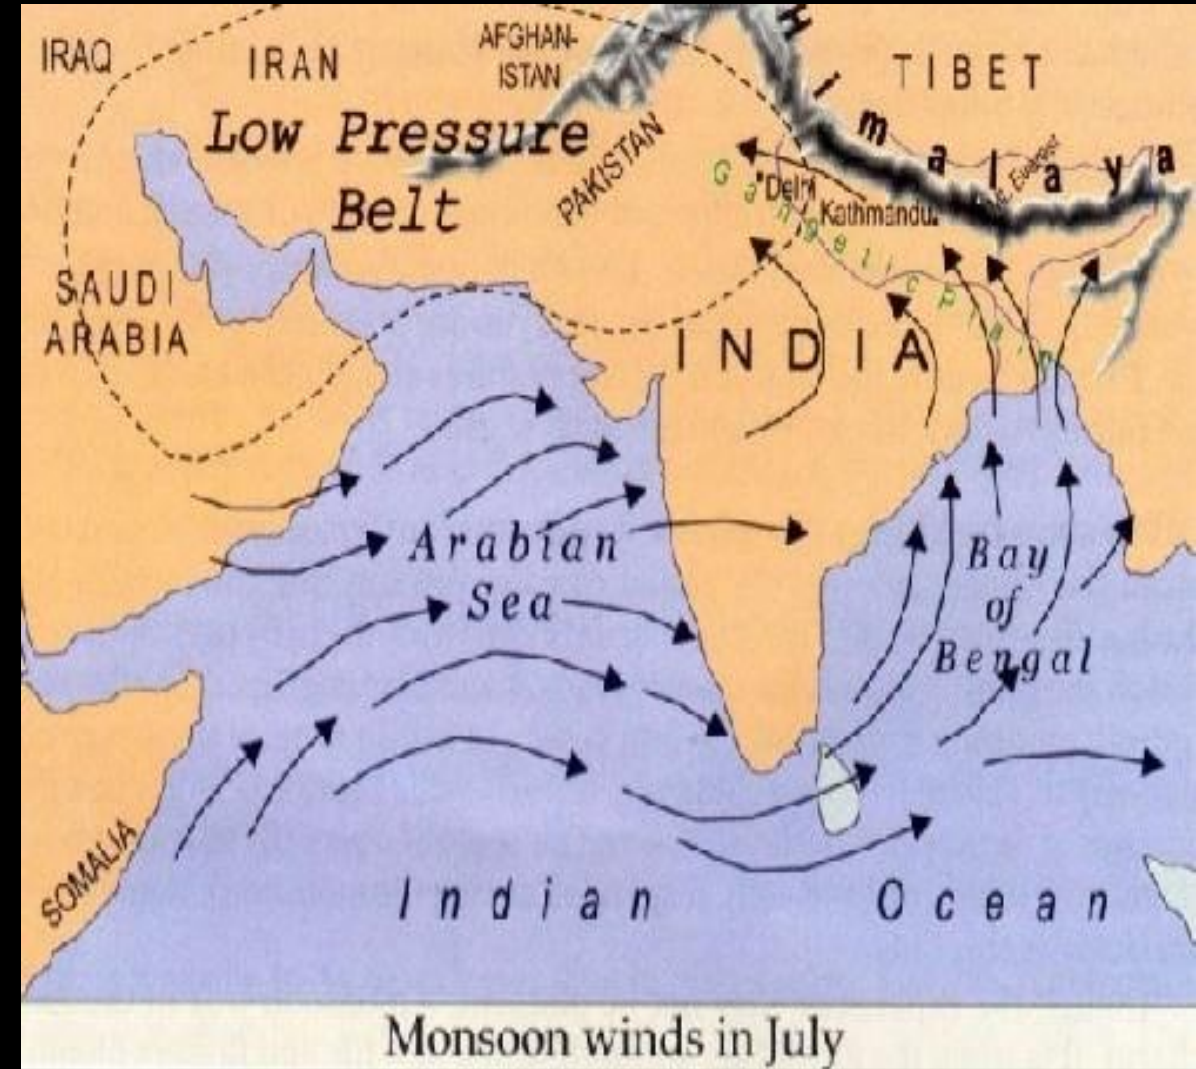 IRAQ
IRAN
AFGHAN-
ISTAN
TIBET
Himalaya
Low Pressure
Belt
PAKISTAN
Delhi
Kathmandu
Gangetic Plain
SAUDI
ARABIA
INDIA
Arabian
Sea
Bay
of
Bengal
SOMALIA
Indian Ocean
Monsoon winds in July